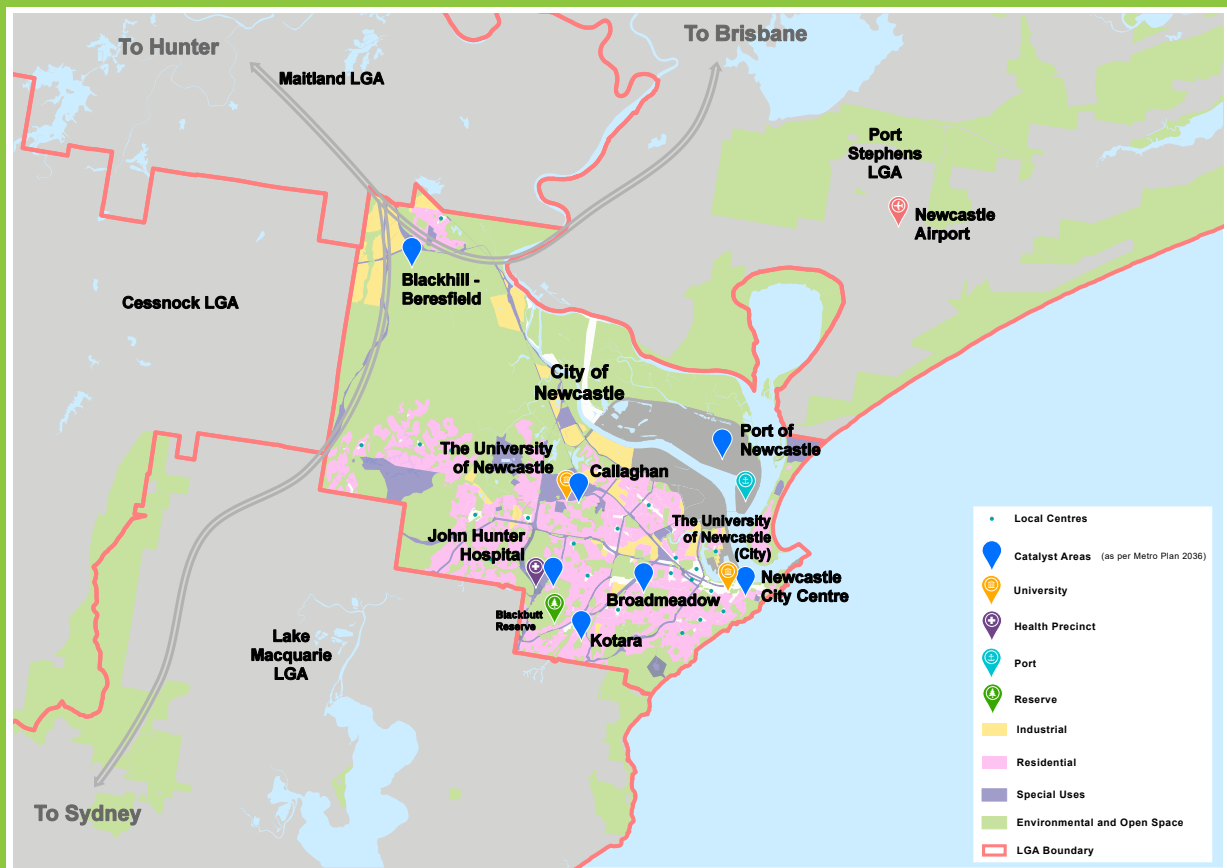 To Hunter
To Brisbane
Maitland LGA
Port
Stephens
LGA
Newcastle
Airport
Blackhill -
Beresfield
Cessnock LGA
City of
Newcastle
Port of
Newcastle
The University
of Newcastle
Callaghan
The University
of Newcastle
(City)
John Hunter
Hospital
Newcastle
City Centre
Broadmeadow
Blackbutt
Reserve
Kotara
Lake
Macquarie
LGA
To Sydney
Local Centres
Catalyst Areas (as per Metro Plan 2036)
University
Health Precinct
Port
Reserve
Industrial
Residential
Special Uses
Environmental and Open Space
LGA Boundary